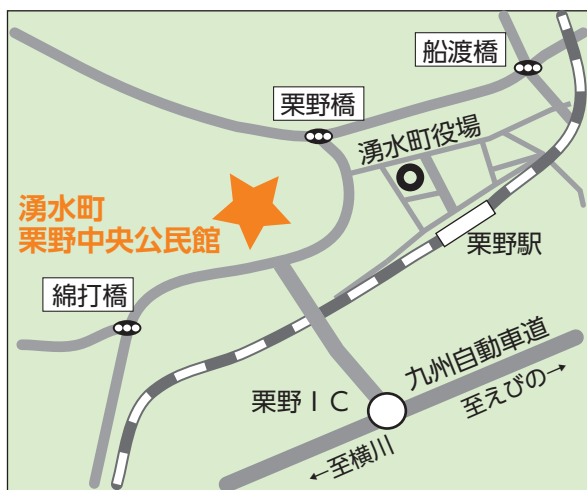 船渡橋
栗野橋
湧水町役場
湧水町
栗野中央公民館
栗野駅
綿打橋
九州自動車道
至えびの→
栗野ＩＣ
←至横川